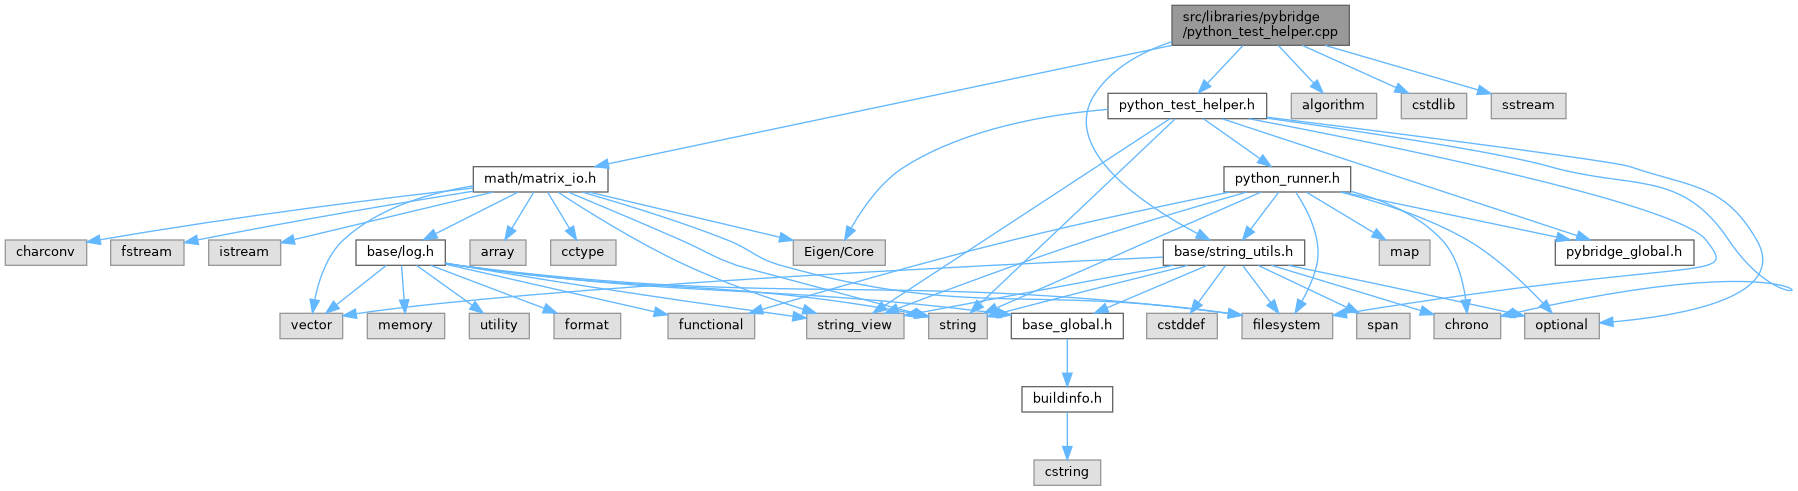 src/libraries/pybridge
/python_test_helper.cpp
python_test_helper.h
algorithm
cstdlib
sstream
math/matrix_io.h
python_runner.h
charconv
fstream
istream
base/log.h
array
cctype
Eigen/Core
base/string_utils.h
map
pybridge_global.h
vector
memory
utility
format
functional
string_view
string
base_global.h
cstddef
filesystem
span
chrono
optional
buildinfo.h
cstring